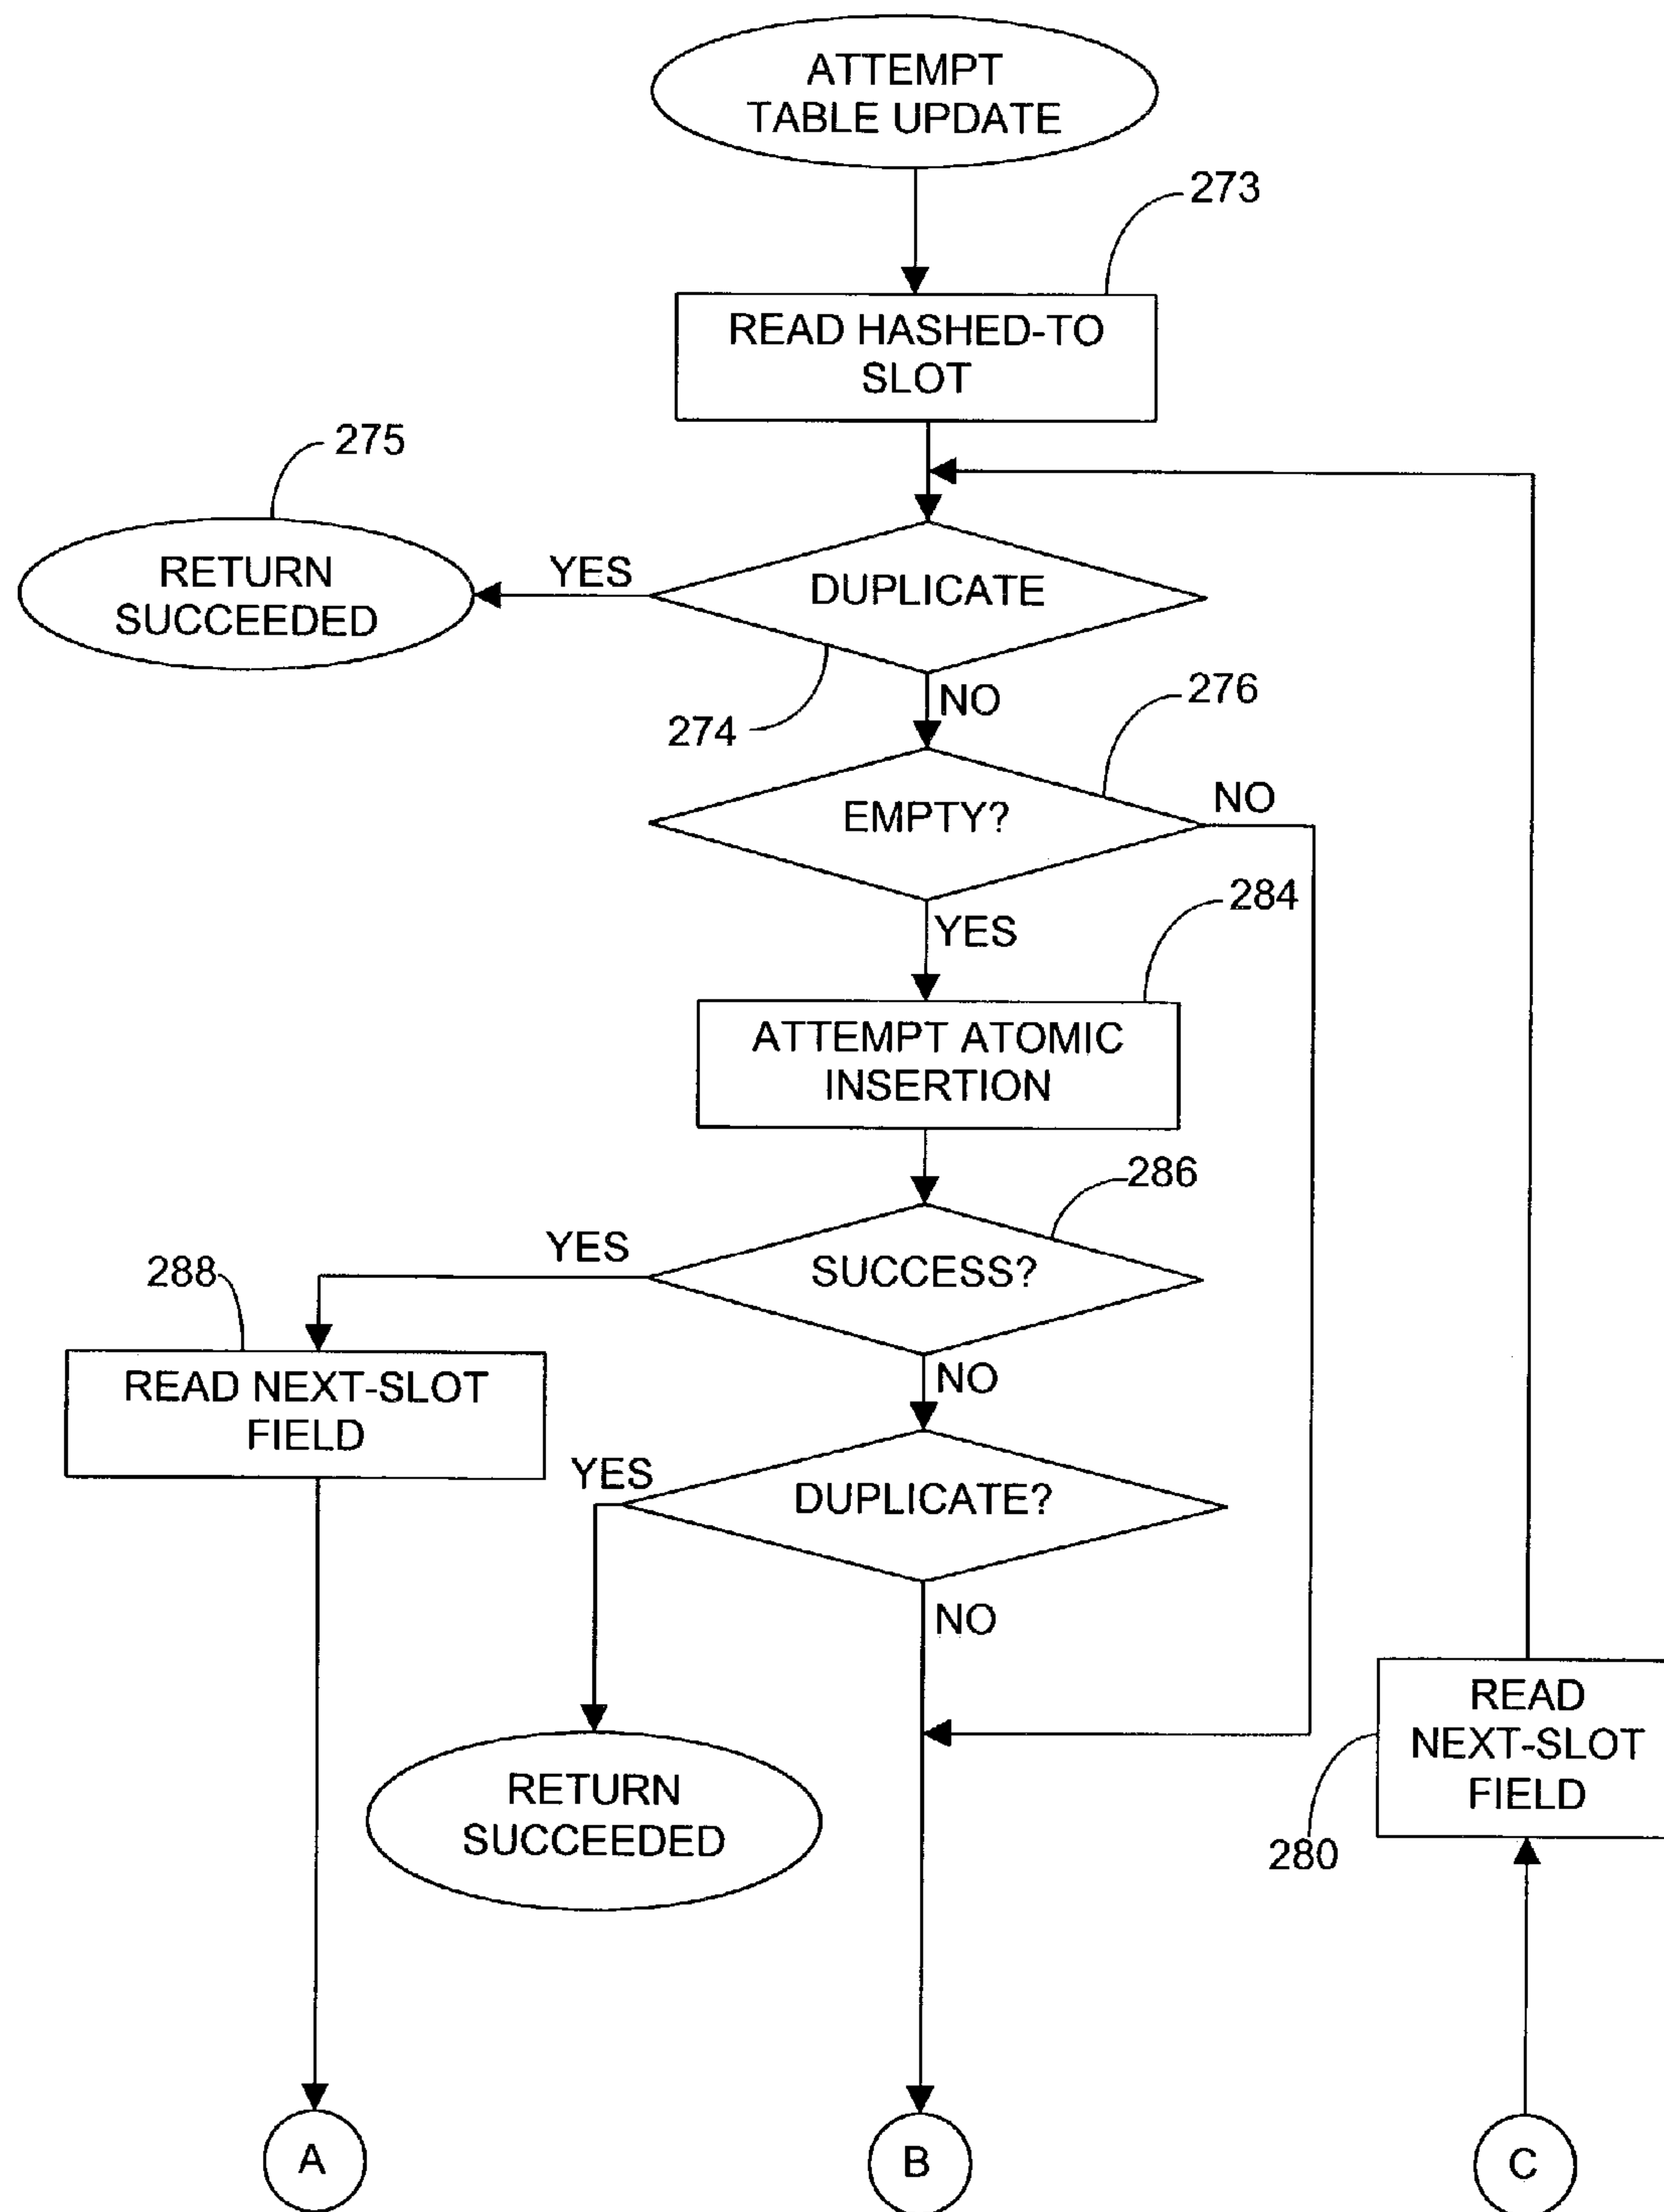 ATTEMPT
TABLE UPDATE
273
READ HASHED-TO
SLOT
275
RETURN
SUCCEEDED
YES
DUPLICATE
274
NO
276
EMPTY?
NO
YES
284
ATTEMPT ATOMIC
INSERTION
286
YES
SUCCESS?
288
READ NEXT-SLOT
FIELD
NO
YES
DUPLICATE?
NO
RETURN
SUCCEEDED
READ
NEXT-SLOT
FIELD
280
A
B
C